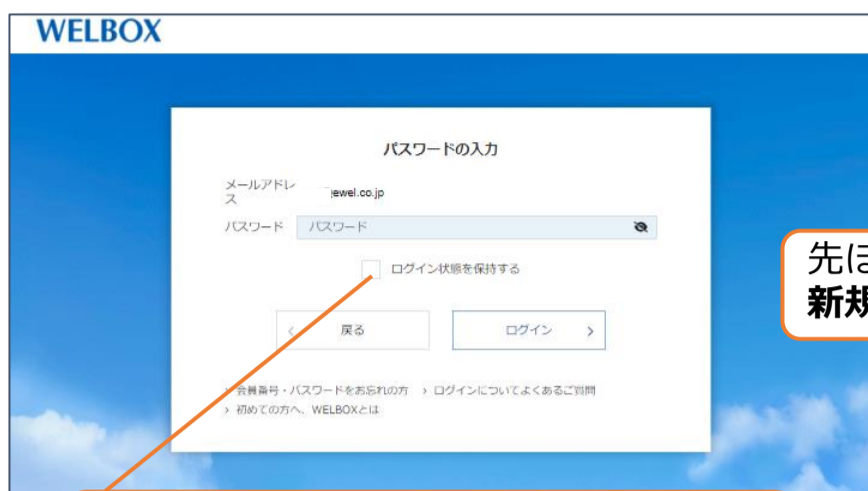 WELBOX
パスワードの入力
メールアドレ
ス
jewel.co.jp
パスワード パスワード
ログイン状態を保持する
先ほ
新規
< 戻る ログイン >
> 会員番号・パスワードをお忘れの方 > ログインについてよくあるご質問
> 初めての方へ、WELBOXとは